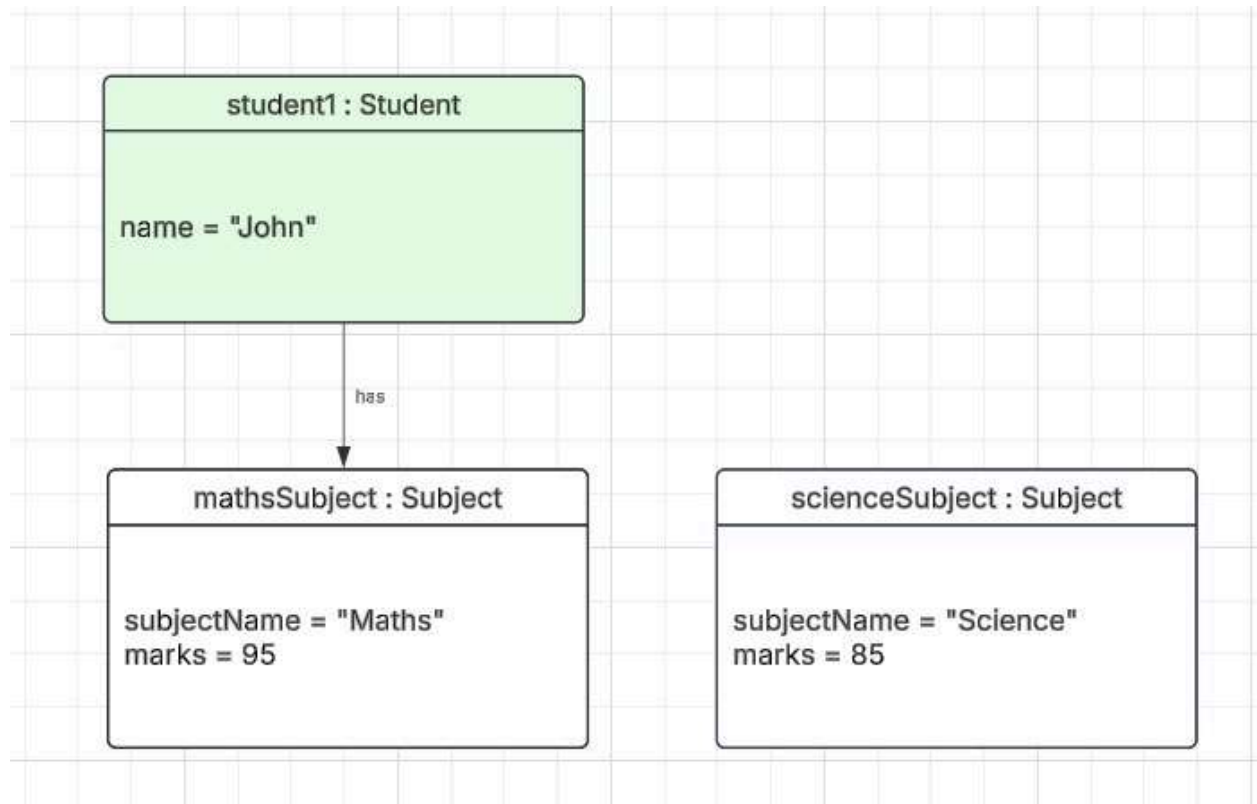 student1 : Student
name = "John"
has
mathsSubject : Subject
subjectName = "Maths"
marks = 95
scienceSubject : Subject
subjectName = "Science"
marks = 85